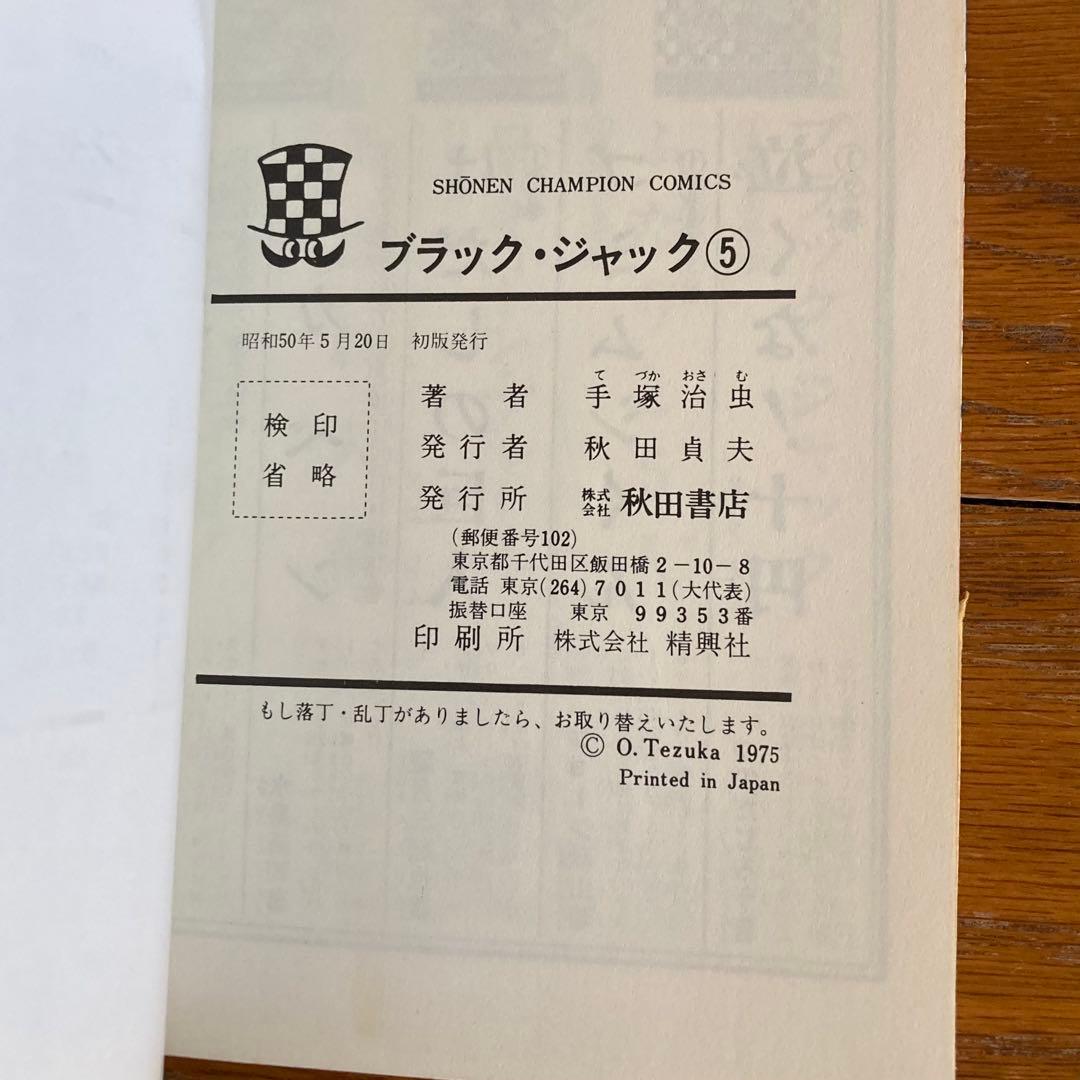 SHŌNEN CHAMPION COMICS
ブラック・ジャック⑤
昭和50年5月20日 初版発行
検印
省略
著者 手塚治虫
て づか おさ む
発行者 秋田貞夫
発行所 株式会社 秋田書店
(郵便番号102)
東京都千代田区飯田橋2-10-8
電話 東京(264)7011(大代表)
振替口座 東京 99353番
印刷所 株式会社 精興社
もし落丁・乱丁がありましたら、お取り替えいたします。
© O.Tezuka 1975
Printed in Japan